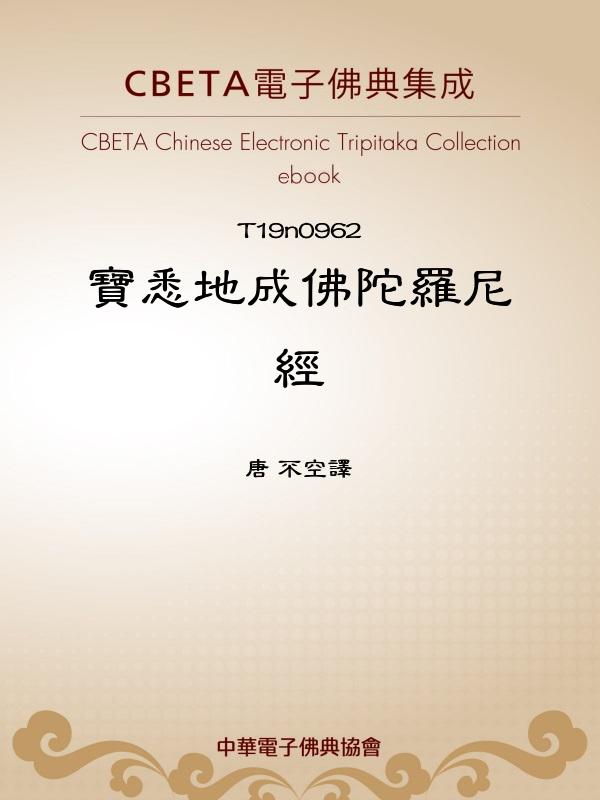 CBETA電子佛典集成
CBETA Chinese Electronic Tripitaka Collection
ebook
T19n0962
寶悉地成佛陀羅尼
經
唐 不空譯
中華電子佛典協會